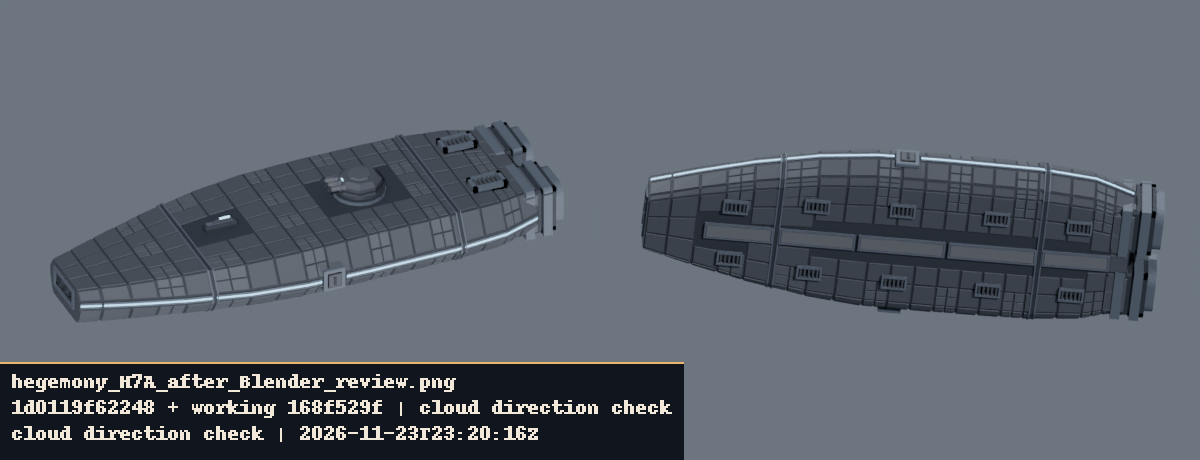 hegemony_H7A_after_Blender_review.png
1d0119f62248 + working 168f529f | cloud direction check
cloud direction check | 2026-11-23T23:20:16Z